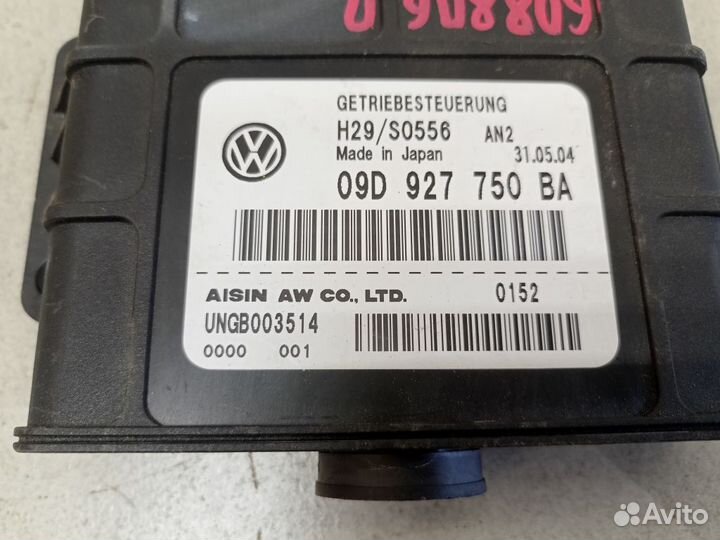 GETRIEBESTEUERUNG
H29/S0556 AN2
Made in Japan 31.05.04
09D 927 750 BA
AISIN AW CO., LTD. 0152
UNGB003514
0000 001
Avito